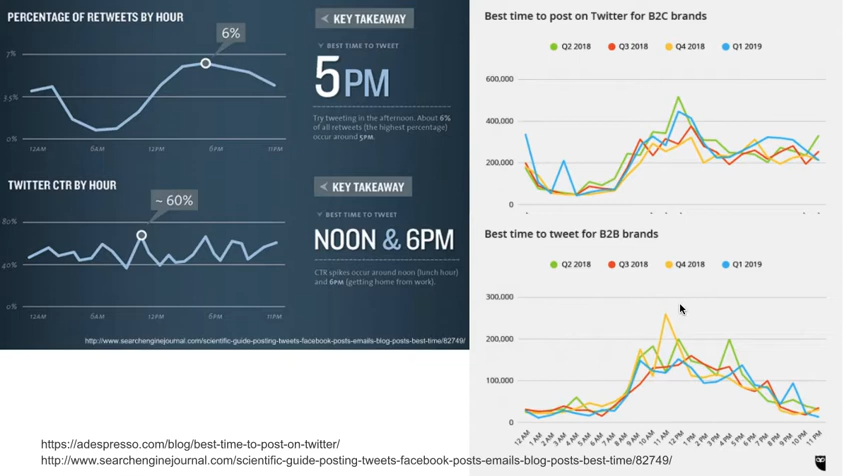 PERCENTAGE OF RETWEETS BY HOUR
6%
7%
3.5%
0%
12AM 6AM 12PM 6PM 11PM
KEY TAKEAWAY
BEST TIME TO TWEET
5PM
Try tweeting in the afternoon. About 6%
of all retweets (the highest percentage)
occur around 5PM.
TWITTER CTR BY HOUR
~ 60%
80%
40%
0%
12AM 6AM 12PM 6PM 11PM
KEY TAKEAWAY
BEST TIME TO TWEET
NOON & 6PM
CTR spikes occur around noon (lunch hour)
and 6PM (getting home from work).
http://www.searchenginejournal.com/scientific-guide-posting-tweets-facebook-posts-emails-blog-posts-best-time/82749/
Best time to post on Twitter for B2C brands
Q2 2018 Q3 2018 Q4 2018 Q1 2019
600,000
400,000
200,000
0
Best time to tweet for B2B brands
Q2 2018 Q3 2018 Q4 2018 Q1 2019
300,000
200,000
100,000
0
12 AM 1 AM 2 AM 3 AM 4 AM 5 AM 6 AM 7 AM 8 AM 9 AM 10 AM 11 AM 12 PM 1 PM 2 PM 3 PM 4 PM 5 PM 6 PM 7 PM 8 PM 9 PM 10 PM 11 PM
https://adespresso.com/blog/best-time-to-post-on-twitter/
http://www.searchenginejournal.com/scientific-guide-posting-tweets-facebook-posts-emails-blog-posts-best-time/82749/